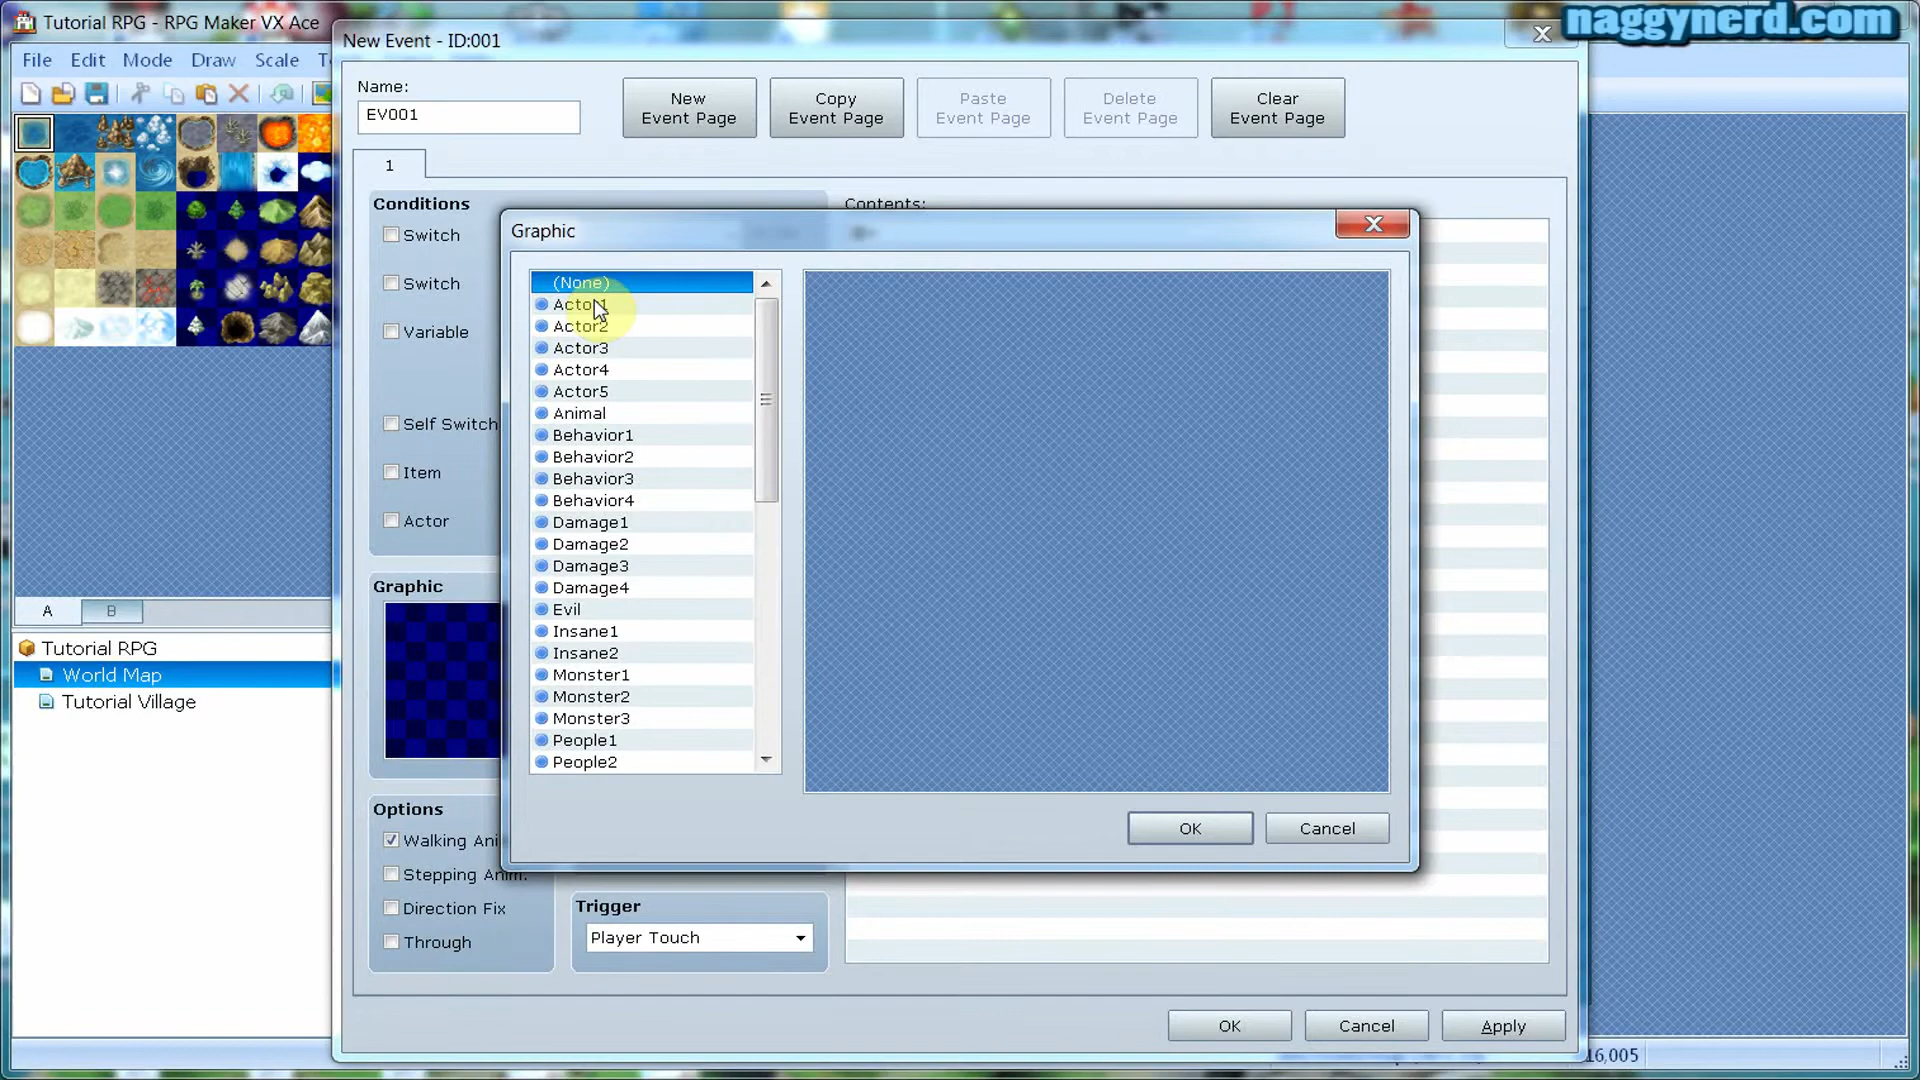 Tutorial RPG - RPG Maker VX Ace
naggynerd.com
New Event - ID:001
File Edit Mode Draw Scale
Name:
EV001
New Event Page
Copy Event Page
Paste Event Page
Delete Event Page
Clear Event Page
1
Conditions
Contents:
Switch
Switch
Variable
Self Switch
Item
Actor
Graphic
Graphic
(None)
Actor1
Actor2
Actor3
Actor4
Actor5
Animal
Behavior1
Behavior2
Behavior3
Behavior4
Damage1
Damage2
Damage3
Damage4
Evil
Insane1
Insane2
Monster1
Monster2
Monster3
People1
People2
OK
Cancel
A
B
Tutorial RPG
World Map
Tutorial Village
Options
Walking Ani
Stepping Anim.
Direction Fix
Through
Trigger
Player Touch
OK
Cancel
Apply
16,005